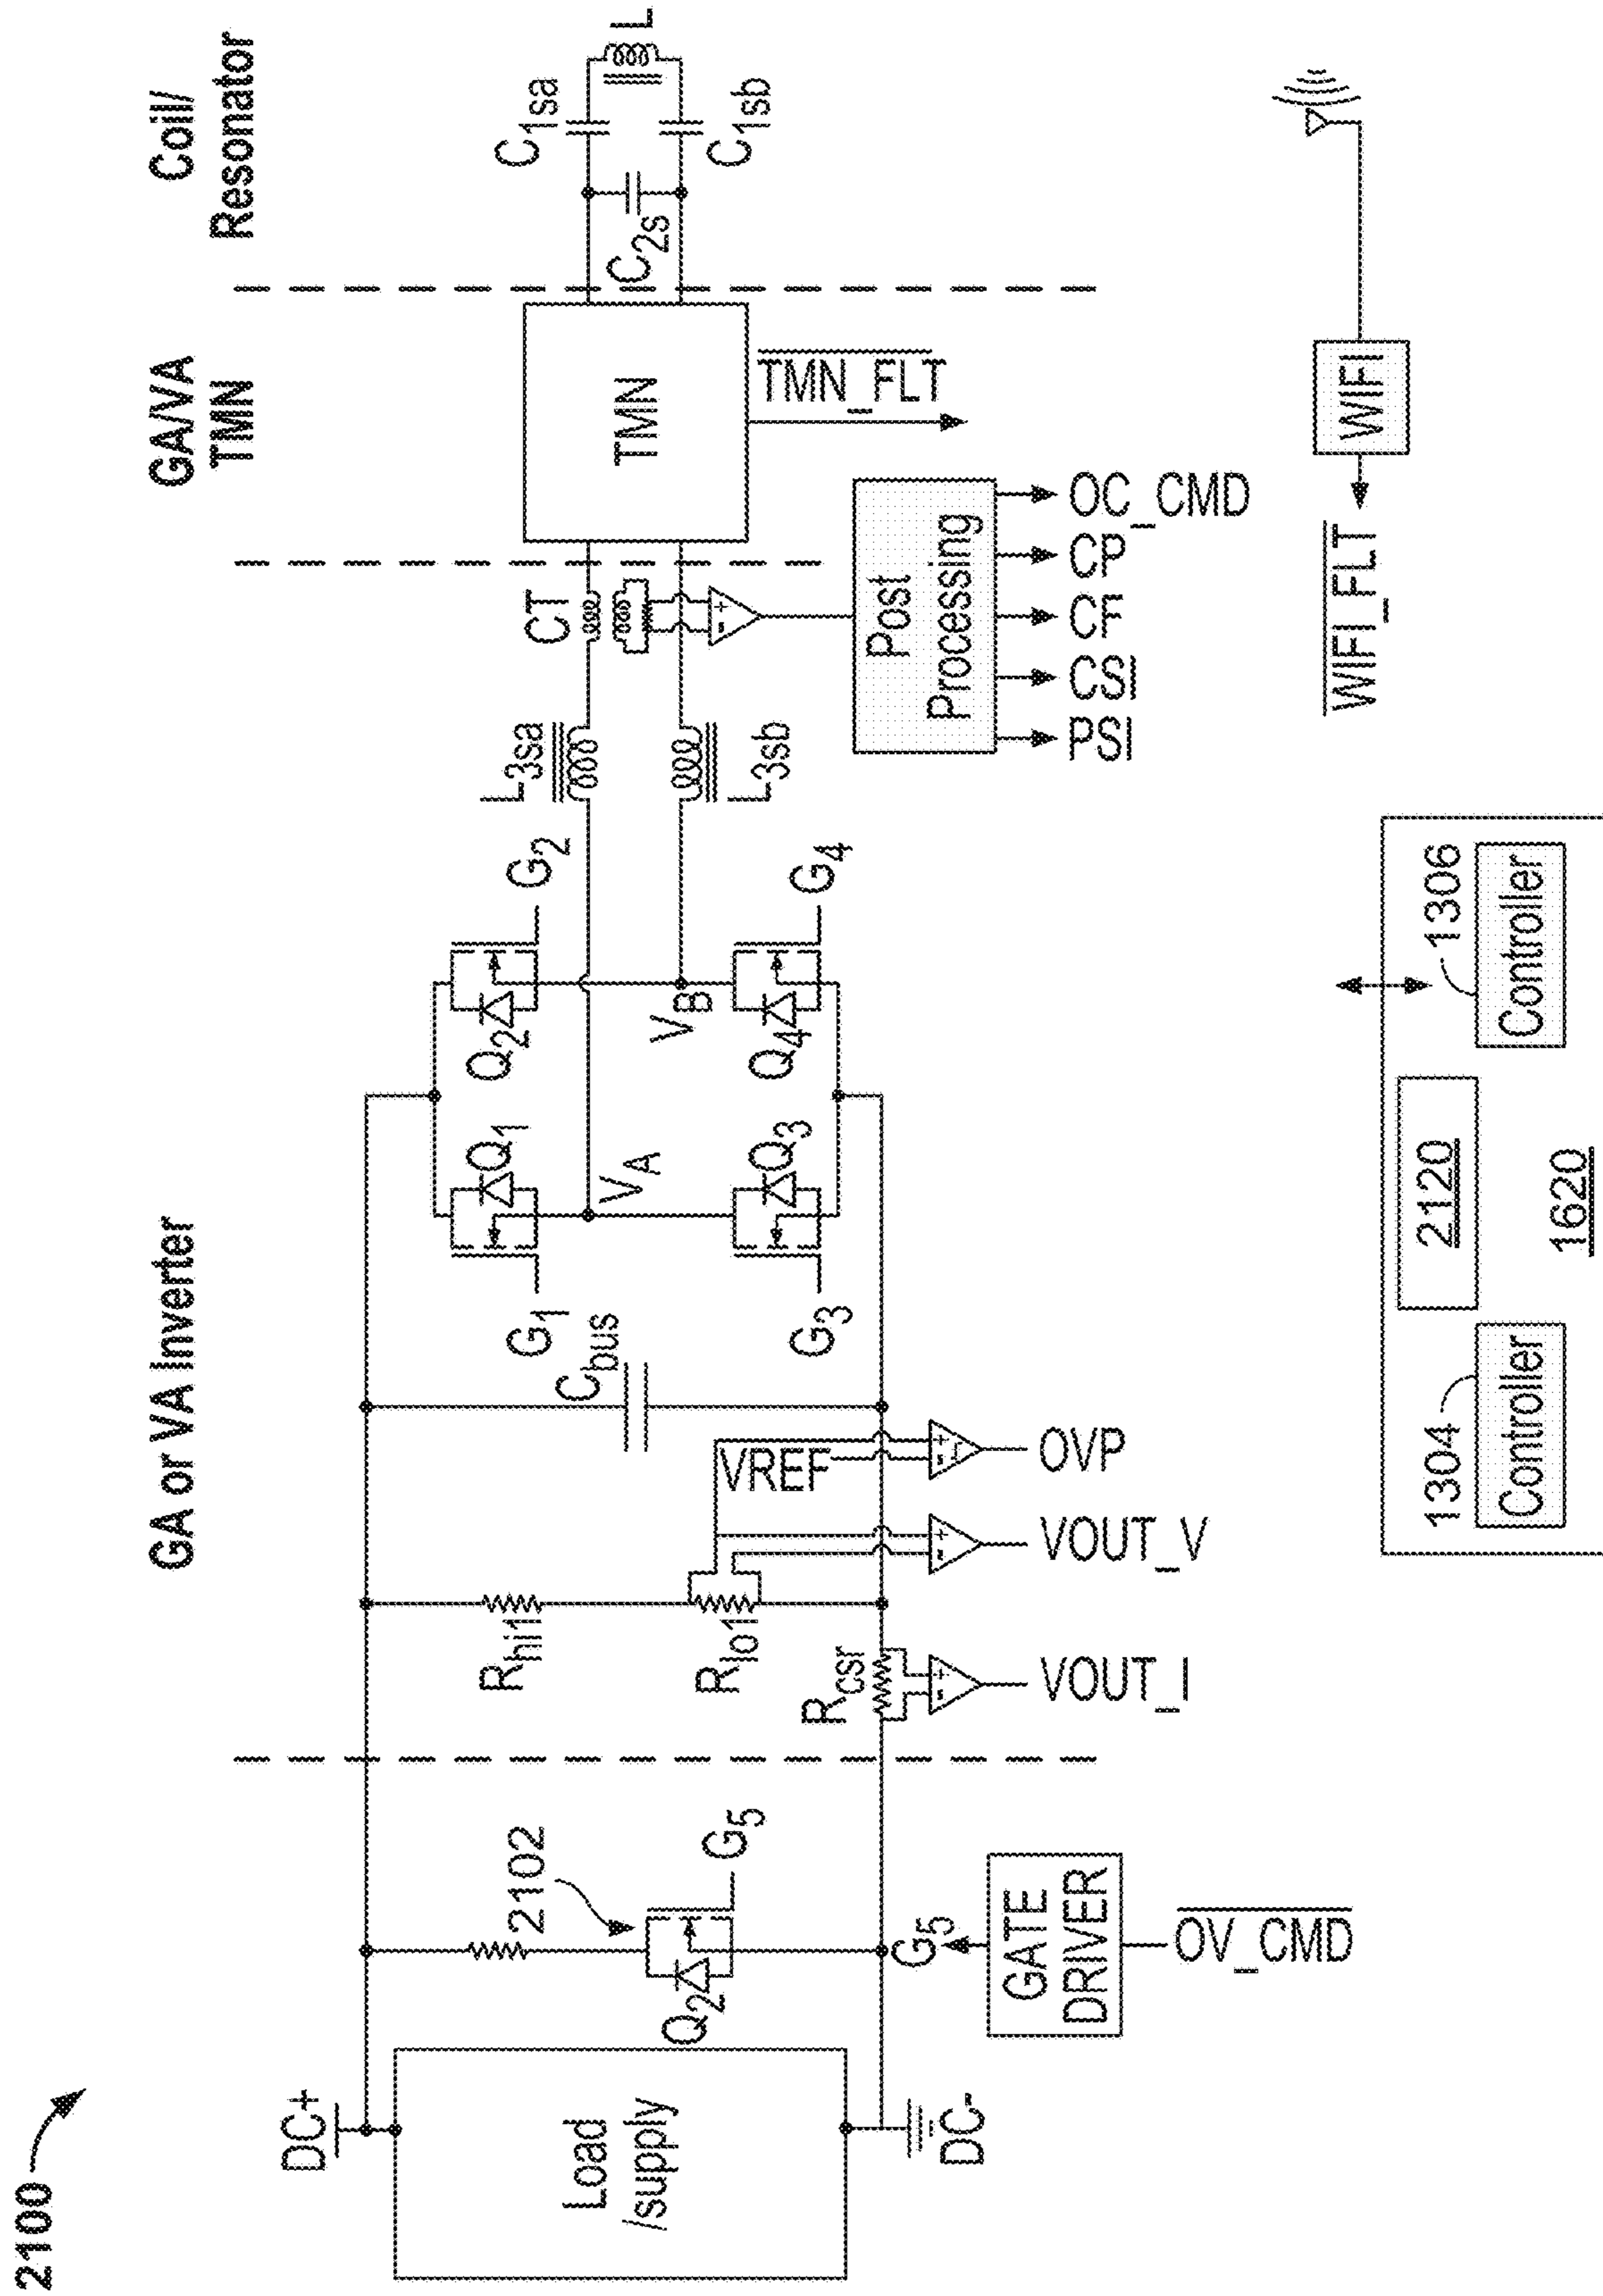 2100
GA or VA Inverter
GA/VA
TMN
Coil/
Resonator
DC+
Load
/supply
DC-
2102
Q2
G5
G5
GATE
DRIVER
OV_CMD
Rhi1
Rlo1
Rcsr
VOUT_I
VOUT_V
VREF
OVP
Cbus
G1
Q1
Q2
G2
VA
VB
G3
Q3
Q4
G4
L3sa
L3sb
CT
Post
Processing
PSI
CSI
CF
CP
OC_CMD
TMN
TMN_FLT
C2s
C1sa
C1sb
L
1304
Controller
2120
1306
Controller
1620
WIFI_FLT
WIFI